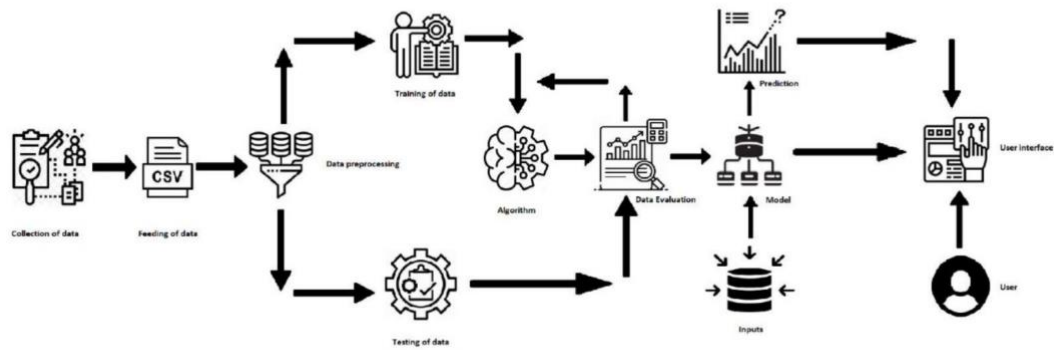 Prediction
Training of data
Data preprocessing
User interface
CSV
Algorithm
Data Evaluation
Model
Collection of data
Feeding of data
User
Inputs
Testing of data